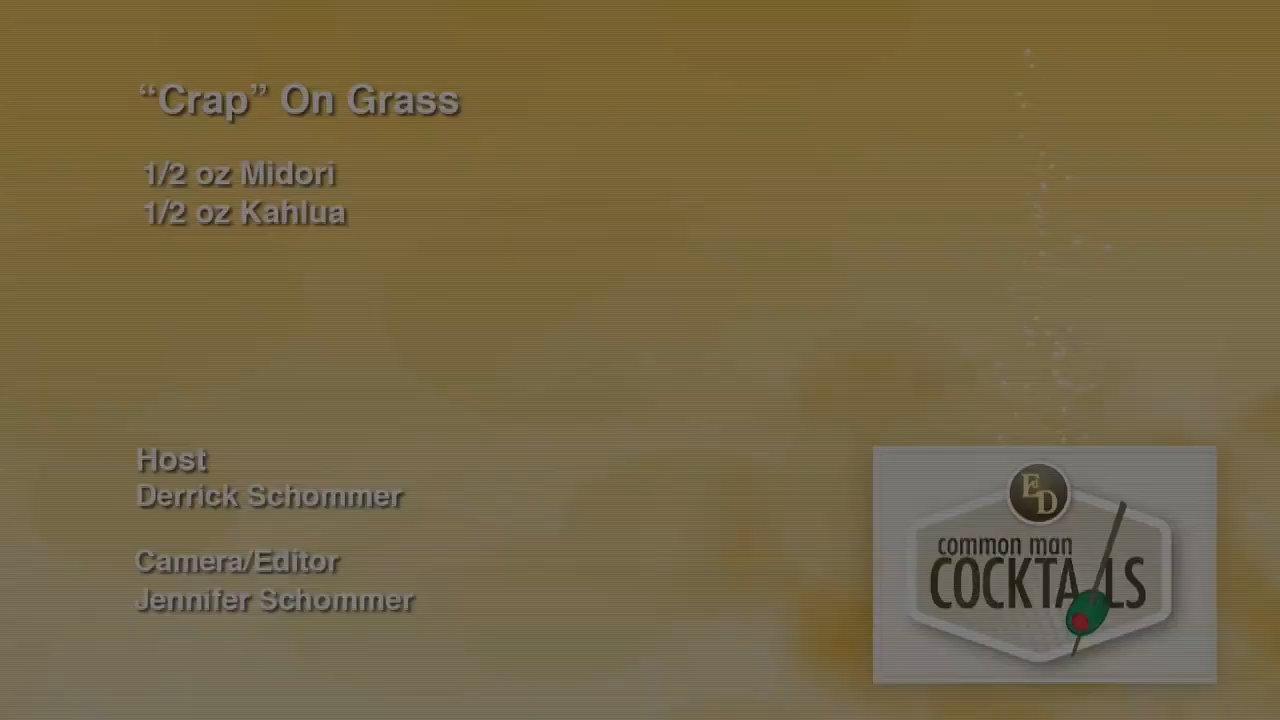 “Crap” On Grass
1/2 oz Midori
1/2 oz Kahlua
Host
Derrick Schommer
Camera/Editor
Jennifer Schommer
ED
common man
COCKTAILS